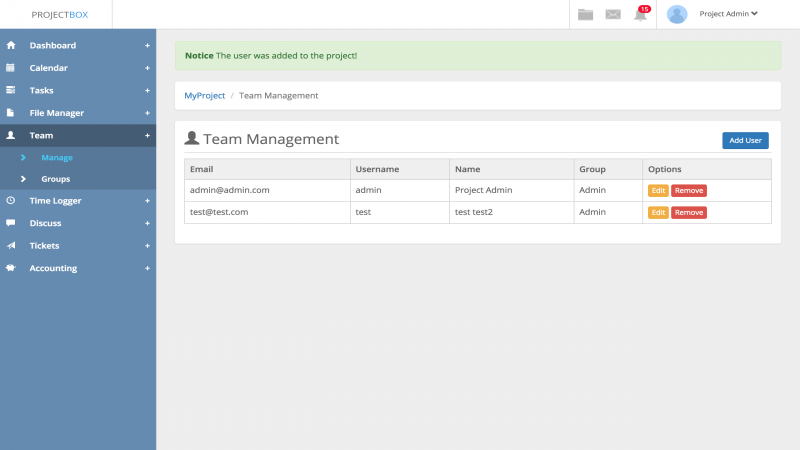 PROJECTBOX
15
Project Admin
Dashboard +
Calendar +
Tasks +
File Manager +
Team +
Manage
Groups
Time Logger +
Discuss +
Tickets +
Accounting +
Notice The user was added to the project!
MyProject / Team Management
Team Management
Add User
Email Username Name Group Options
admin@admin.com admin Project Admin Admin Edit Remove
test@test.com test test test2 Admin Edit Remove